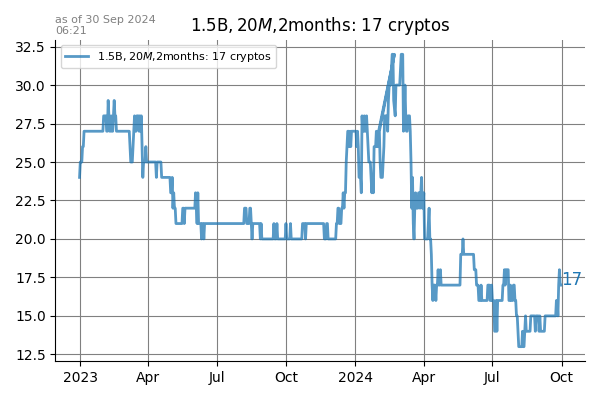 as of 30 Sep 2024
06:21
1.5B, 20M,2months: 17 cryptos
1.5B, 20M,2months: 17 cryptos
32.5
30.0
27.5
25.0
22.5
20.0
17.5
15.0
12.5
17
2023 Apr Jul Oct 2024 Apr Jul Oct